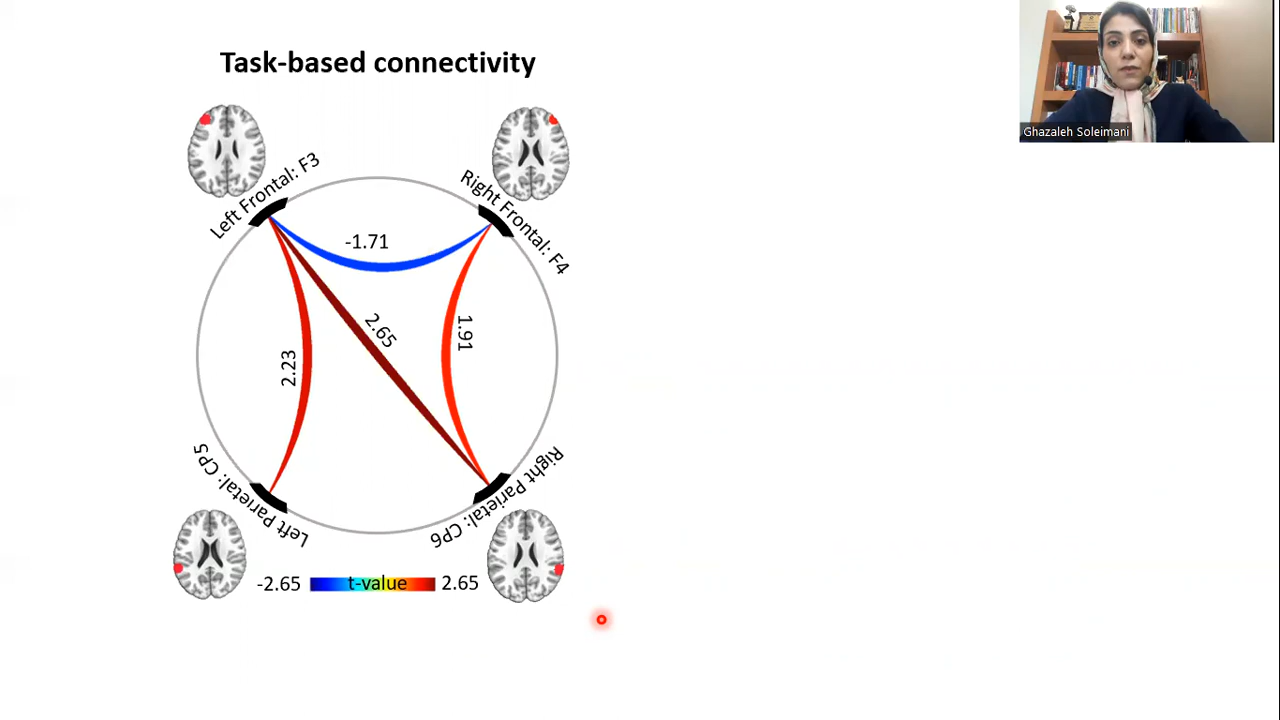 Task-based connectivity
Ghazaleh Soleimani
Left Frontal: F3
Right Frontal: F4
-1.71
2.65
1.91
2.23
Left Parietal: CP5
Right Parietal: CP6
-2.65 t-value 2.65